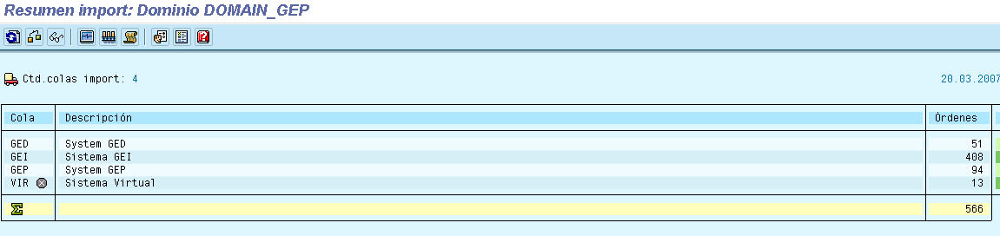 Resumen import: Dominio DOMAIN_GEP
Ctd.colas import: 4 20.03.2007
Cola Descripción Órdenes
GED System GED 51
GEI Sistema GEI 408
GEP System GEP 94
VIR Sistema Virtual 13
Σ 566